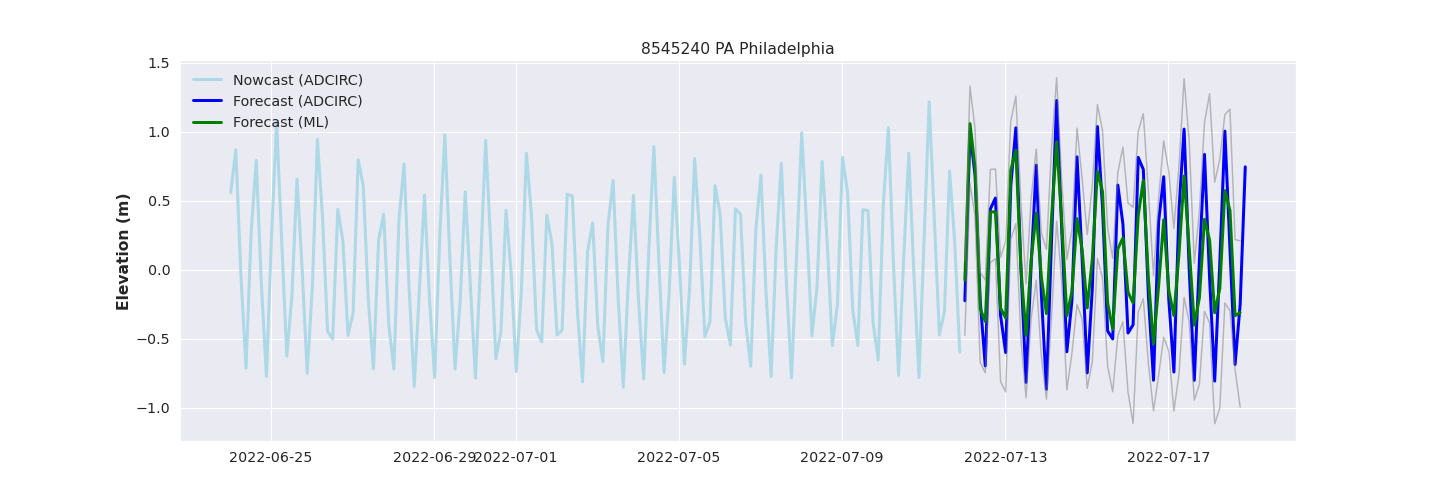 8545240 PA Philadelphia
Nowcast (ADCIRC)
Forecast (ADCIRC)
Forecast (ML)
Elevation (m)
1.5
1.0
0.5
0.0
−0.5
−1.0
2022-06-25
2022-06-29
2022-07-01
2022-07-05
2022-07-09
2022-07-13
2022-07-17